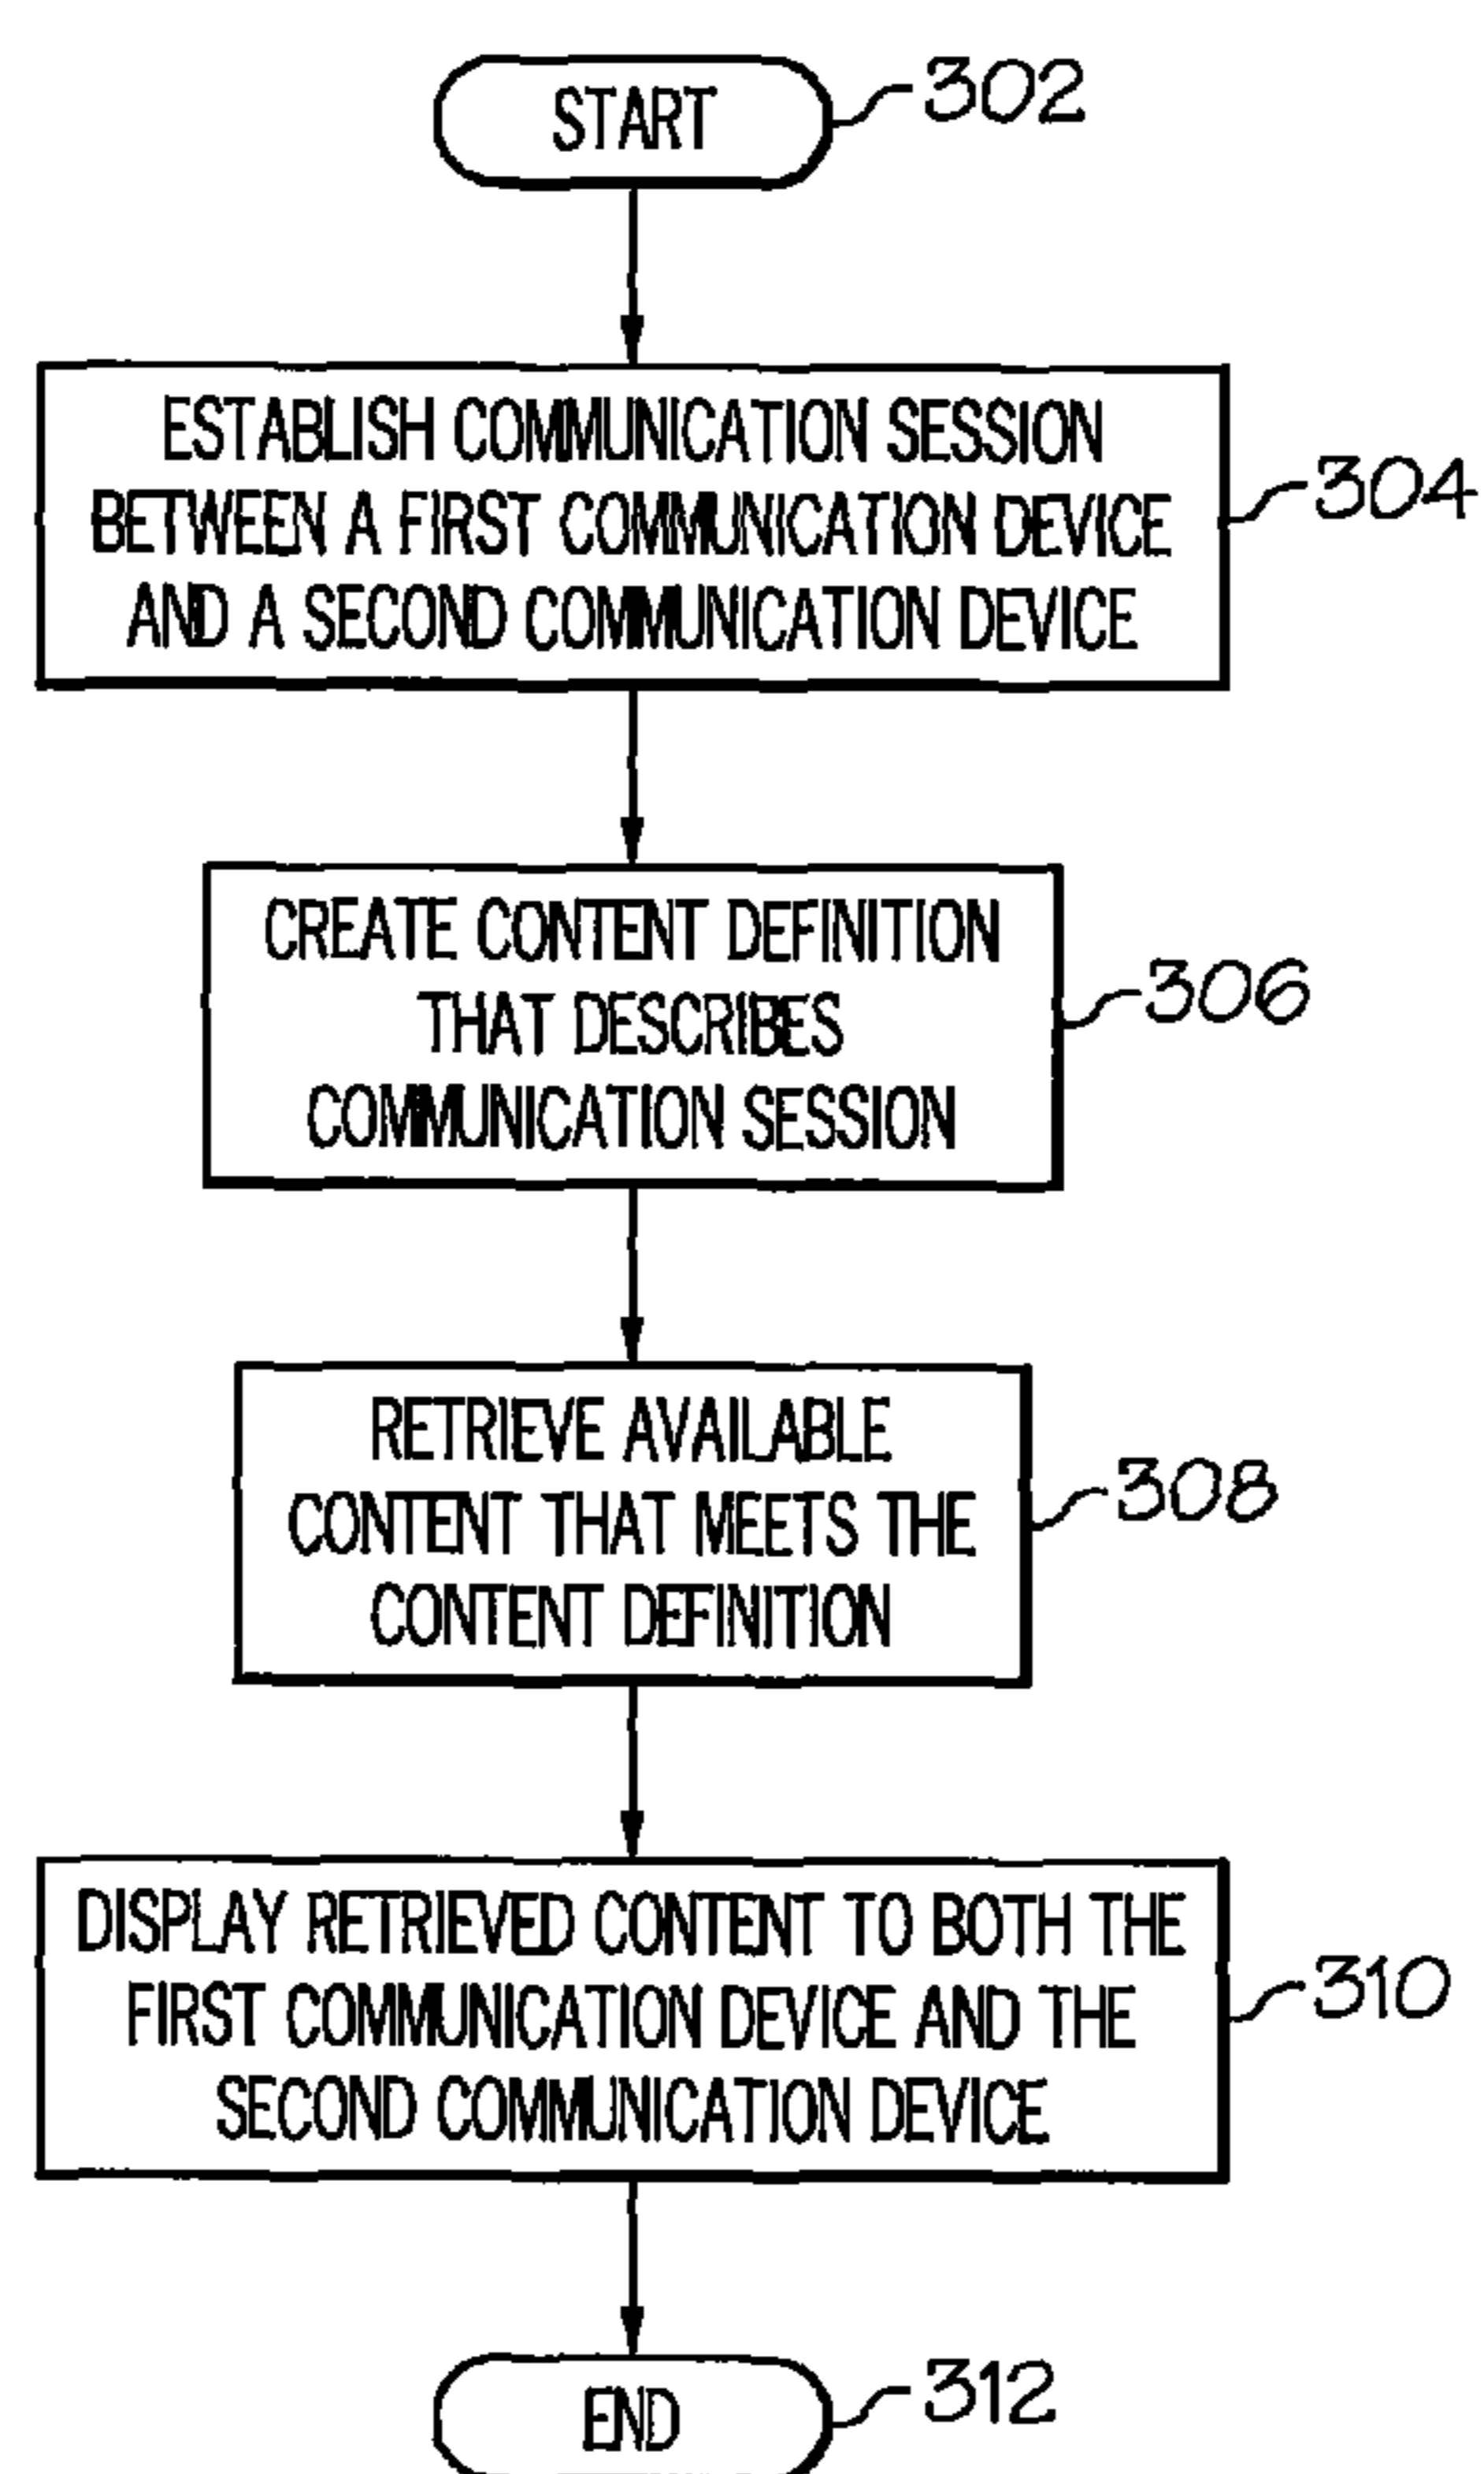 START
302
ESTABLISH COMMUNICATION SESSION
BETWEEN A FIRST COMMUNICATION DEVICE
AND A SECOND COMMUNICATION DEVICE
304
CREATE CONTENT DEFINITION
THAT DESCRIBES
COMMUNICATION SESSION
306
RETRIEVE AVAILABLE
CONTENT THAT MEETS THE
CONTENT DEFINITION
308
DISPLAY RETRIEVED CONTENT TO BOTH THE
FIRST COMMUNICATION DEVICE AND THE
SECOND COMMUNICATION DEVICE
310
END
312